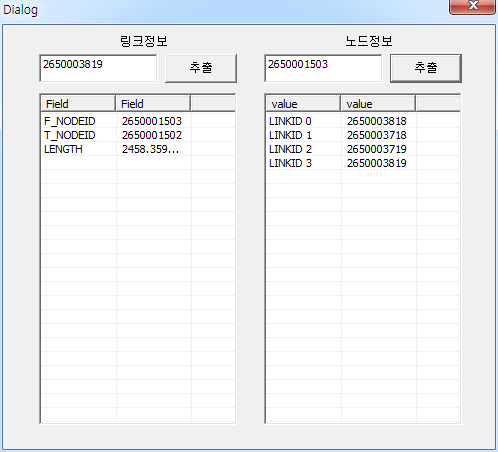 Dialog
링크정보
2650003819
추출
Field Field
F_NODEID 2650001503
T_NODEID 2650001502
LENGTH 2458.359...
노드정보
2650001503
추출
value value
LINKID 0 2650003818
LINKID 1 2650003718
LINKID 2 2650003719
LINKID 3 2650003819